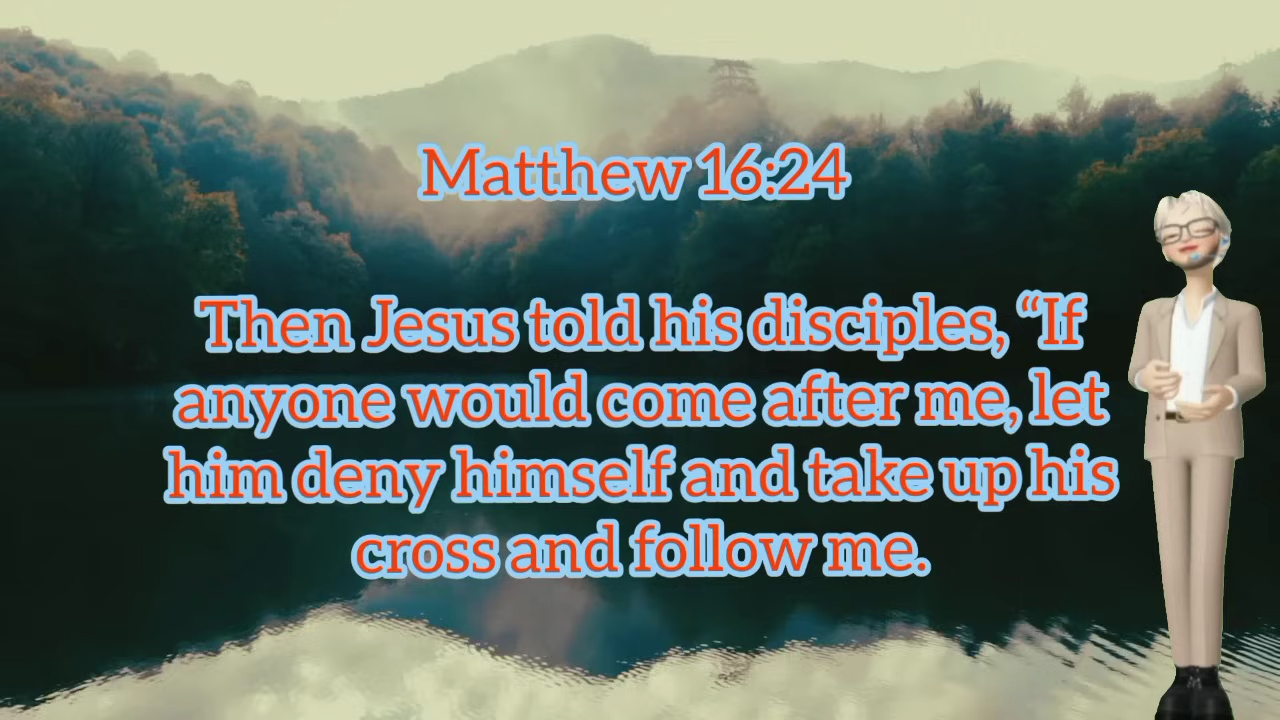 Matthew 16:24
Then Jesus told his disciples, “If
anyone would come after me, let
him deny himself and take up his
cross and follow me.